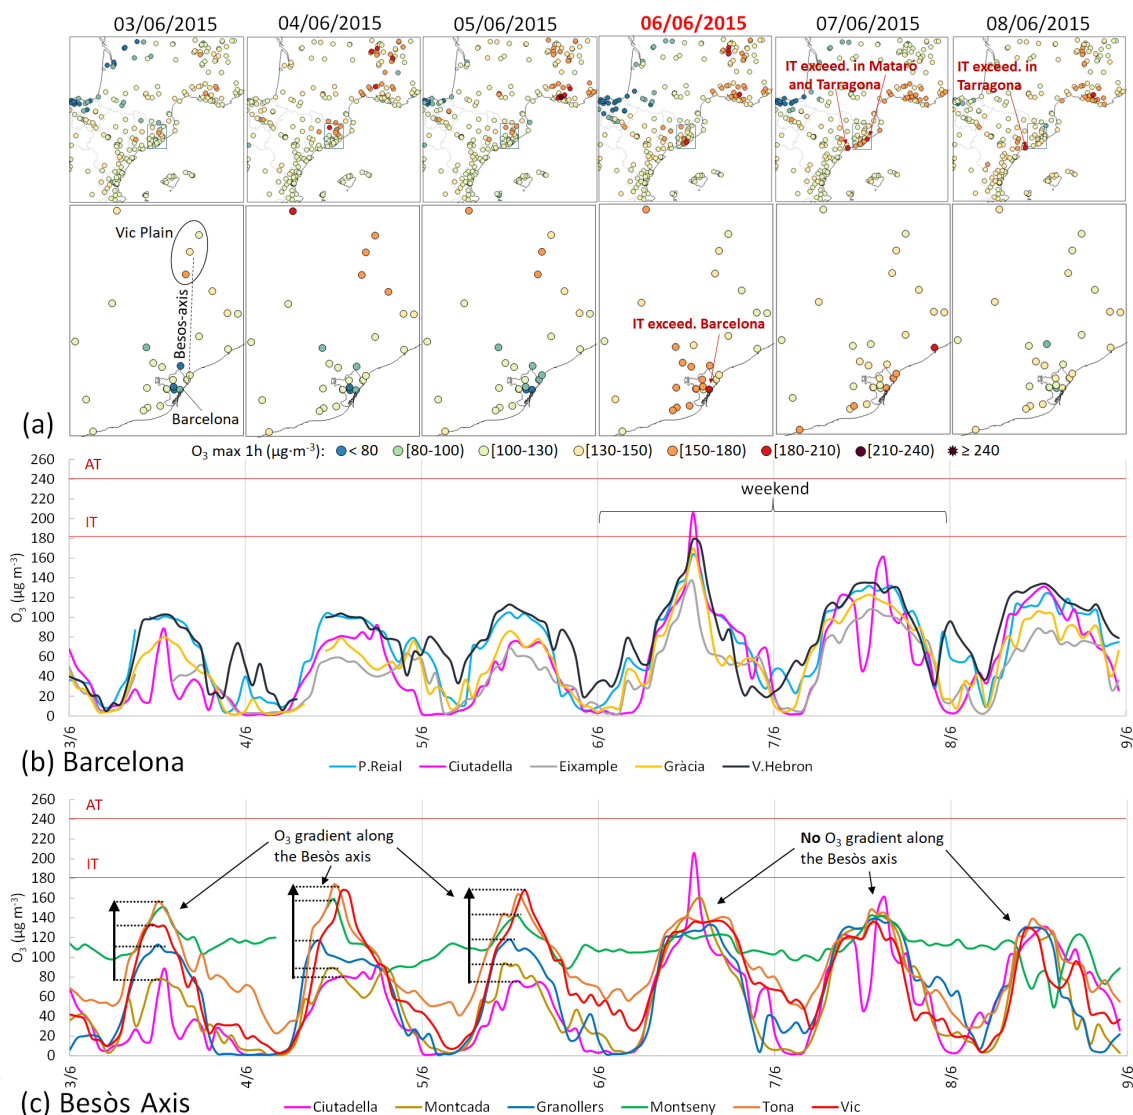 03/06/2015 04/06/2015 05/06/2015 06/06/2015 07/06/2015 08/06/2015
IT exceed. in Mataró
and Tarragona
IT exceed. in
Tarragona
Vic Plain
Besos-axis
Barcelona
IT exceed. Barcelona
(a)
O₃ max 1h (µg·m⁻³): < 80 [80-100) [100-130) [130-150) [150-180) [180-210) [210-240) ≥ 240
260
240
220
200
180
160
140
120
100
80
60
40
20
0
O₃ (µg m⁻³)
AT
IT
weekend
3/6 4/6 5/6 6/6 7/6 8/6 9/6
(b) Barcelona
P.Reial Ciutadella Eixample Gràcia V.Hebron
260
240
220
200
180
160
140
120
100
80
60
40
20
0
O₃ (µg m⁻³)
AT
IT
O₃ gradient along
the Besòs axis
No O₃ gradient along
the Besòs axis
3/6 4/6 5/6 6/6 7/6 8/6 9/6
(c) Besòs Axis
Ciutadella Montcada Granollers Montseny Tona Vic